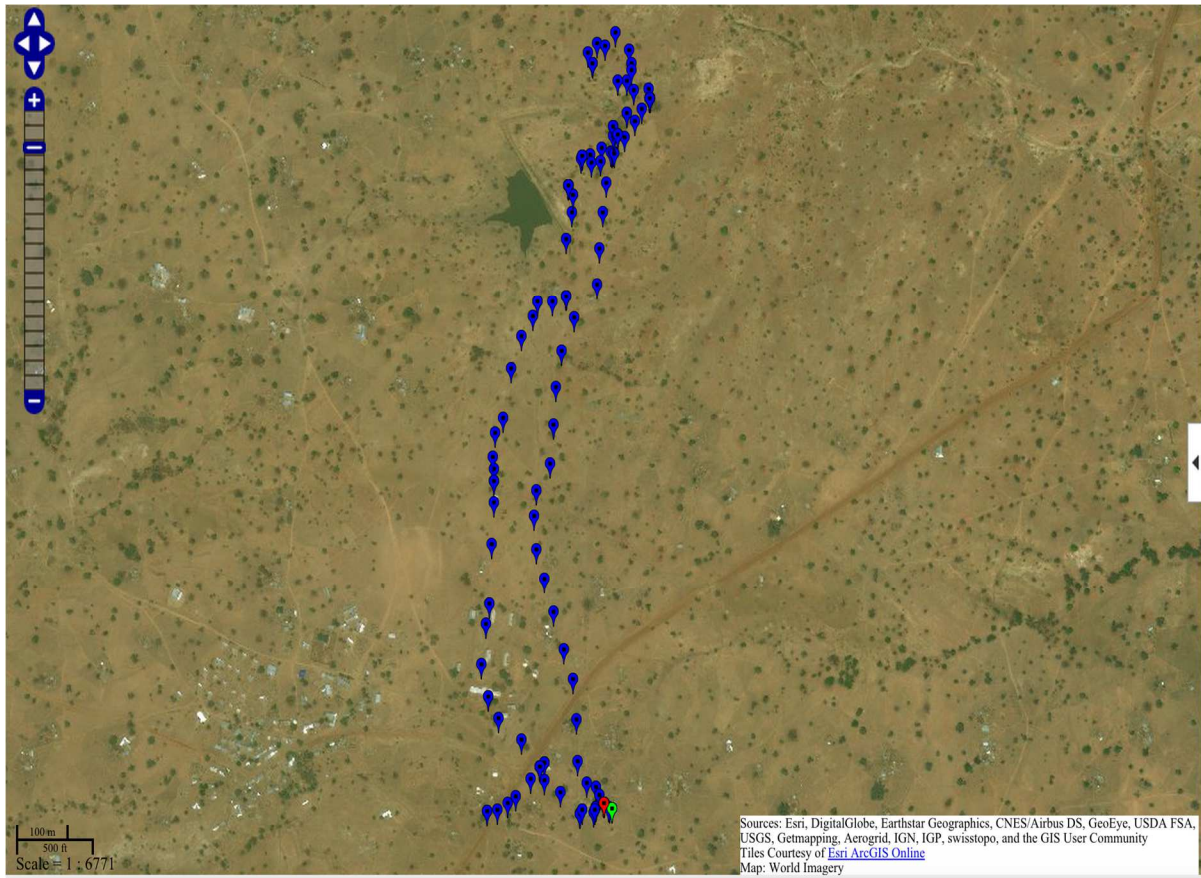 +
−
100 m
500 ft
Scale = 1 : 6771
Sources: Esri, DigitalGlobe, Earthstar Geographics, CNES/Airbus DS, GeoEye, USDA FSA,
USGS, Getmapping, Aerogrid, IGN, IGP, swisstopo, and the GIS User Community
Tiles Courtesy of Esri ArcGIS Online
Map: World Imagery